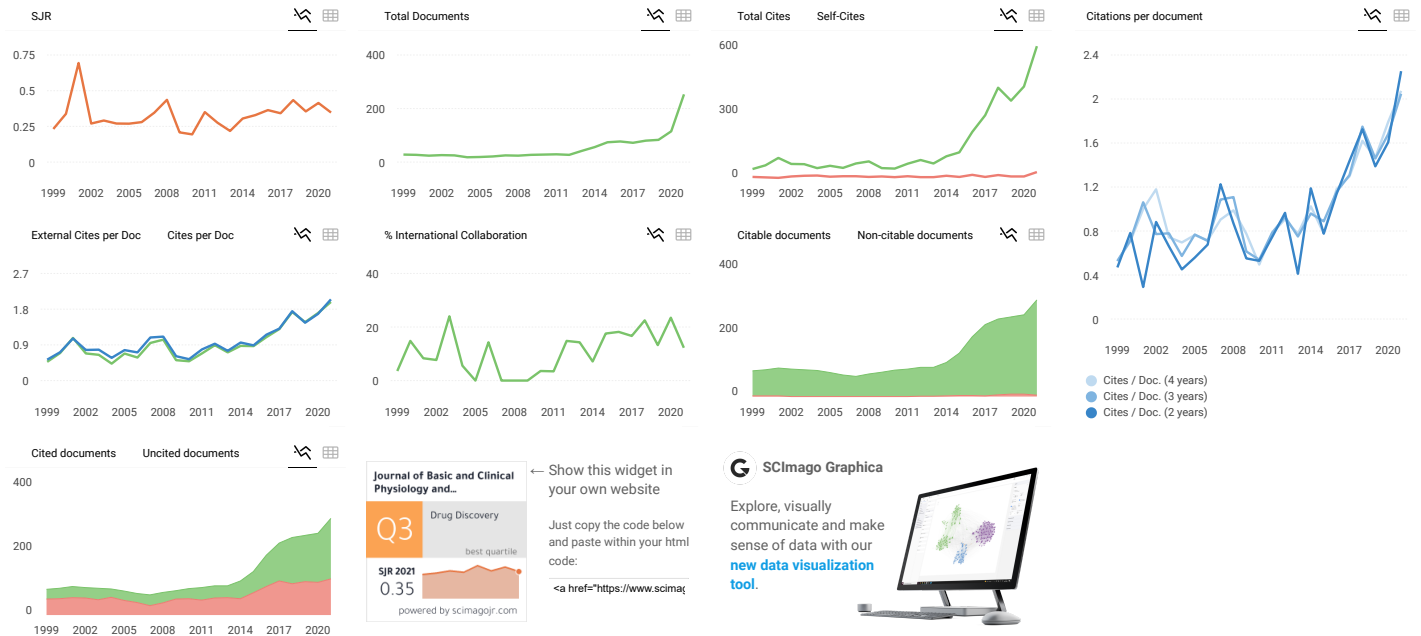 SJR
0.75
0.5
0.25
0
1999 2002 2005 2008 2011 2014 2017 2020
Total Documents
400
200
0
1999 2002 2005 2008 2011 2014 2017 2020
Total Cites Self-Cites
600
300
0
1999 2002 2005 2008 2011 2014 2017 2020
Citations per document
2.4
2
1.6
1.2
0.8
0.4
0
1999 2002 2005 2008 2011 2014 2017 2020
Cites / Doc. (4 years)
Cites / Doc. (3 years)
Cites / Doc. (2 years)
External Cites per Doc Cites per Doc
2.7
1.8
0.9
0
1999 2002 2005 2008 2011 2014 2017 2020
% International Collaboration
40
20
0
1999 2002 2005 2008 2011 2014 2017 2020
Citable documents Non-citable documents
400
200
0
1999 2002 2005 2008 2011 2014 2017 2020
Cited documents Uncited documents
400
200
0
1999 2002 2005 2008 2011 2014 2017 2020
Journal of Basic and Clinical
Physiology and...
Q3
Drug Discovery
best quartile
SJR 2021
0.35
powered by scimagojr.com
← Show this widget in
your own website
Just copy the code below
and paste within your html
code:
<a href="https://www.scimag
SCImago Graphica
Explore, visually
communicate and make
sense of data with our
new data visualization
tool.